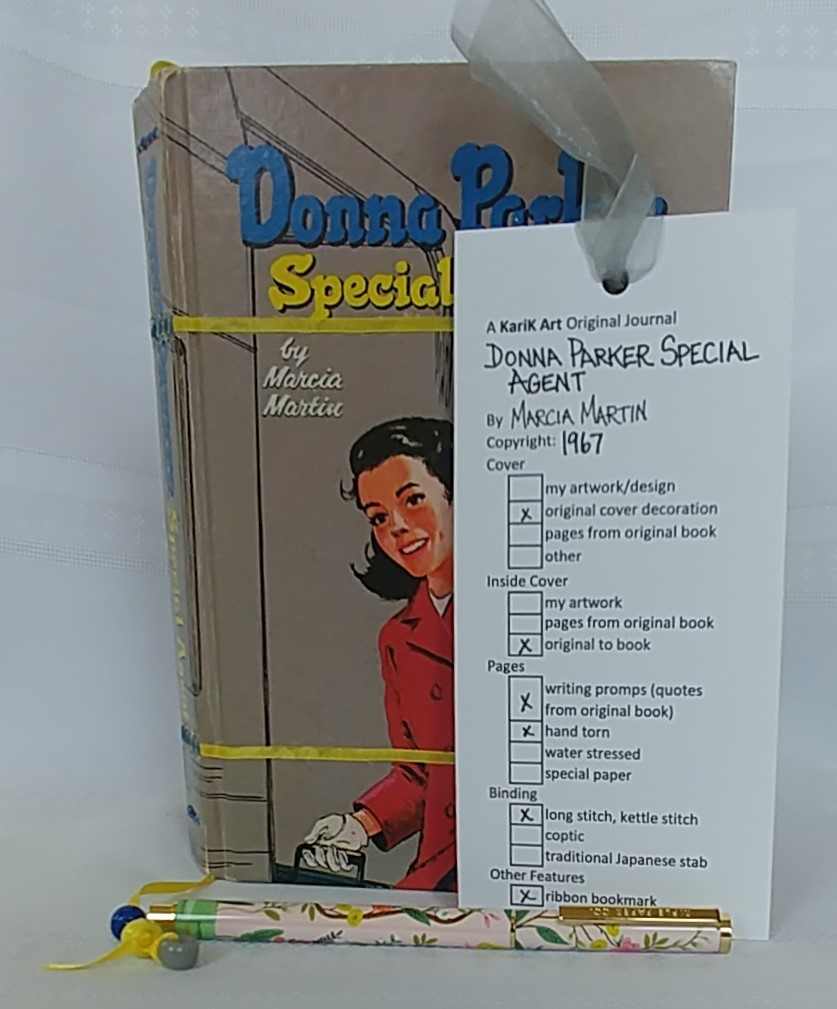 Donna
Special
by
Marcia
Martin
Special Agent
A KariK Art Original Journal
DONNA PARKER SPECIAL
AGENT
By MARCIA MARTIN
Copyright: 1967
Cover
my artwork/design
X original cover decoration
pages from original book
other
Inside Cover
my artwork
pages from original book
X original to book
Pages
X writing promps (quotes
from original book)
X hand torn
water stressed
special paper
Binding
X long stitch, kettle stitch
coptic
traditional Japanese stab
Other Features
X ribbon bookmark